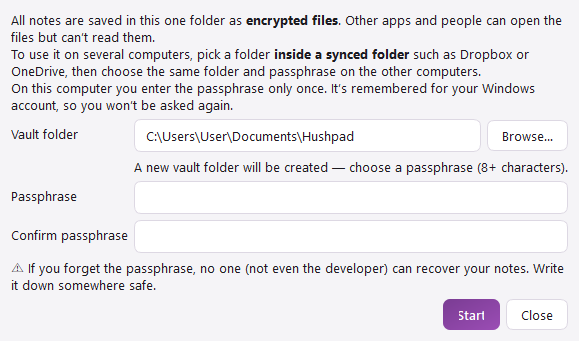 All notes are saved in this one folder as encrypted files. Other apps and people can open the
files but can't read them.
To use it on several computers, pick a folder inside a synced folder such as Dropbox or
OneDrive, then choose the same folder and passphrase on the other computers.
On this computer you enter the passphrase only once. It's remembered for your Windows
account, so you won't be asked again.
Vault folder
C:\Users\User\Documents\Hushpad
Browse...
A new vault folder will be created — choose a passphrase (8+ characters).
Passphrase
Confirm passphrase
⚠ If you forget the passphrase, no one (not even the developer) can recover your notes. Write
it down somewhere safe.
Start
Close